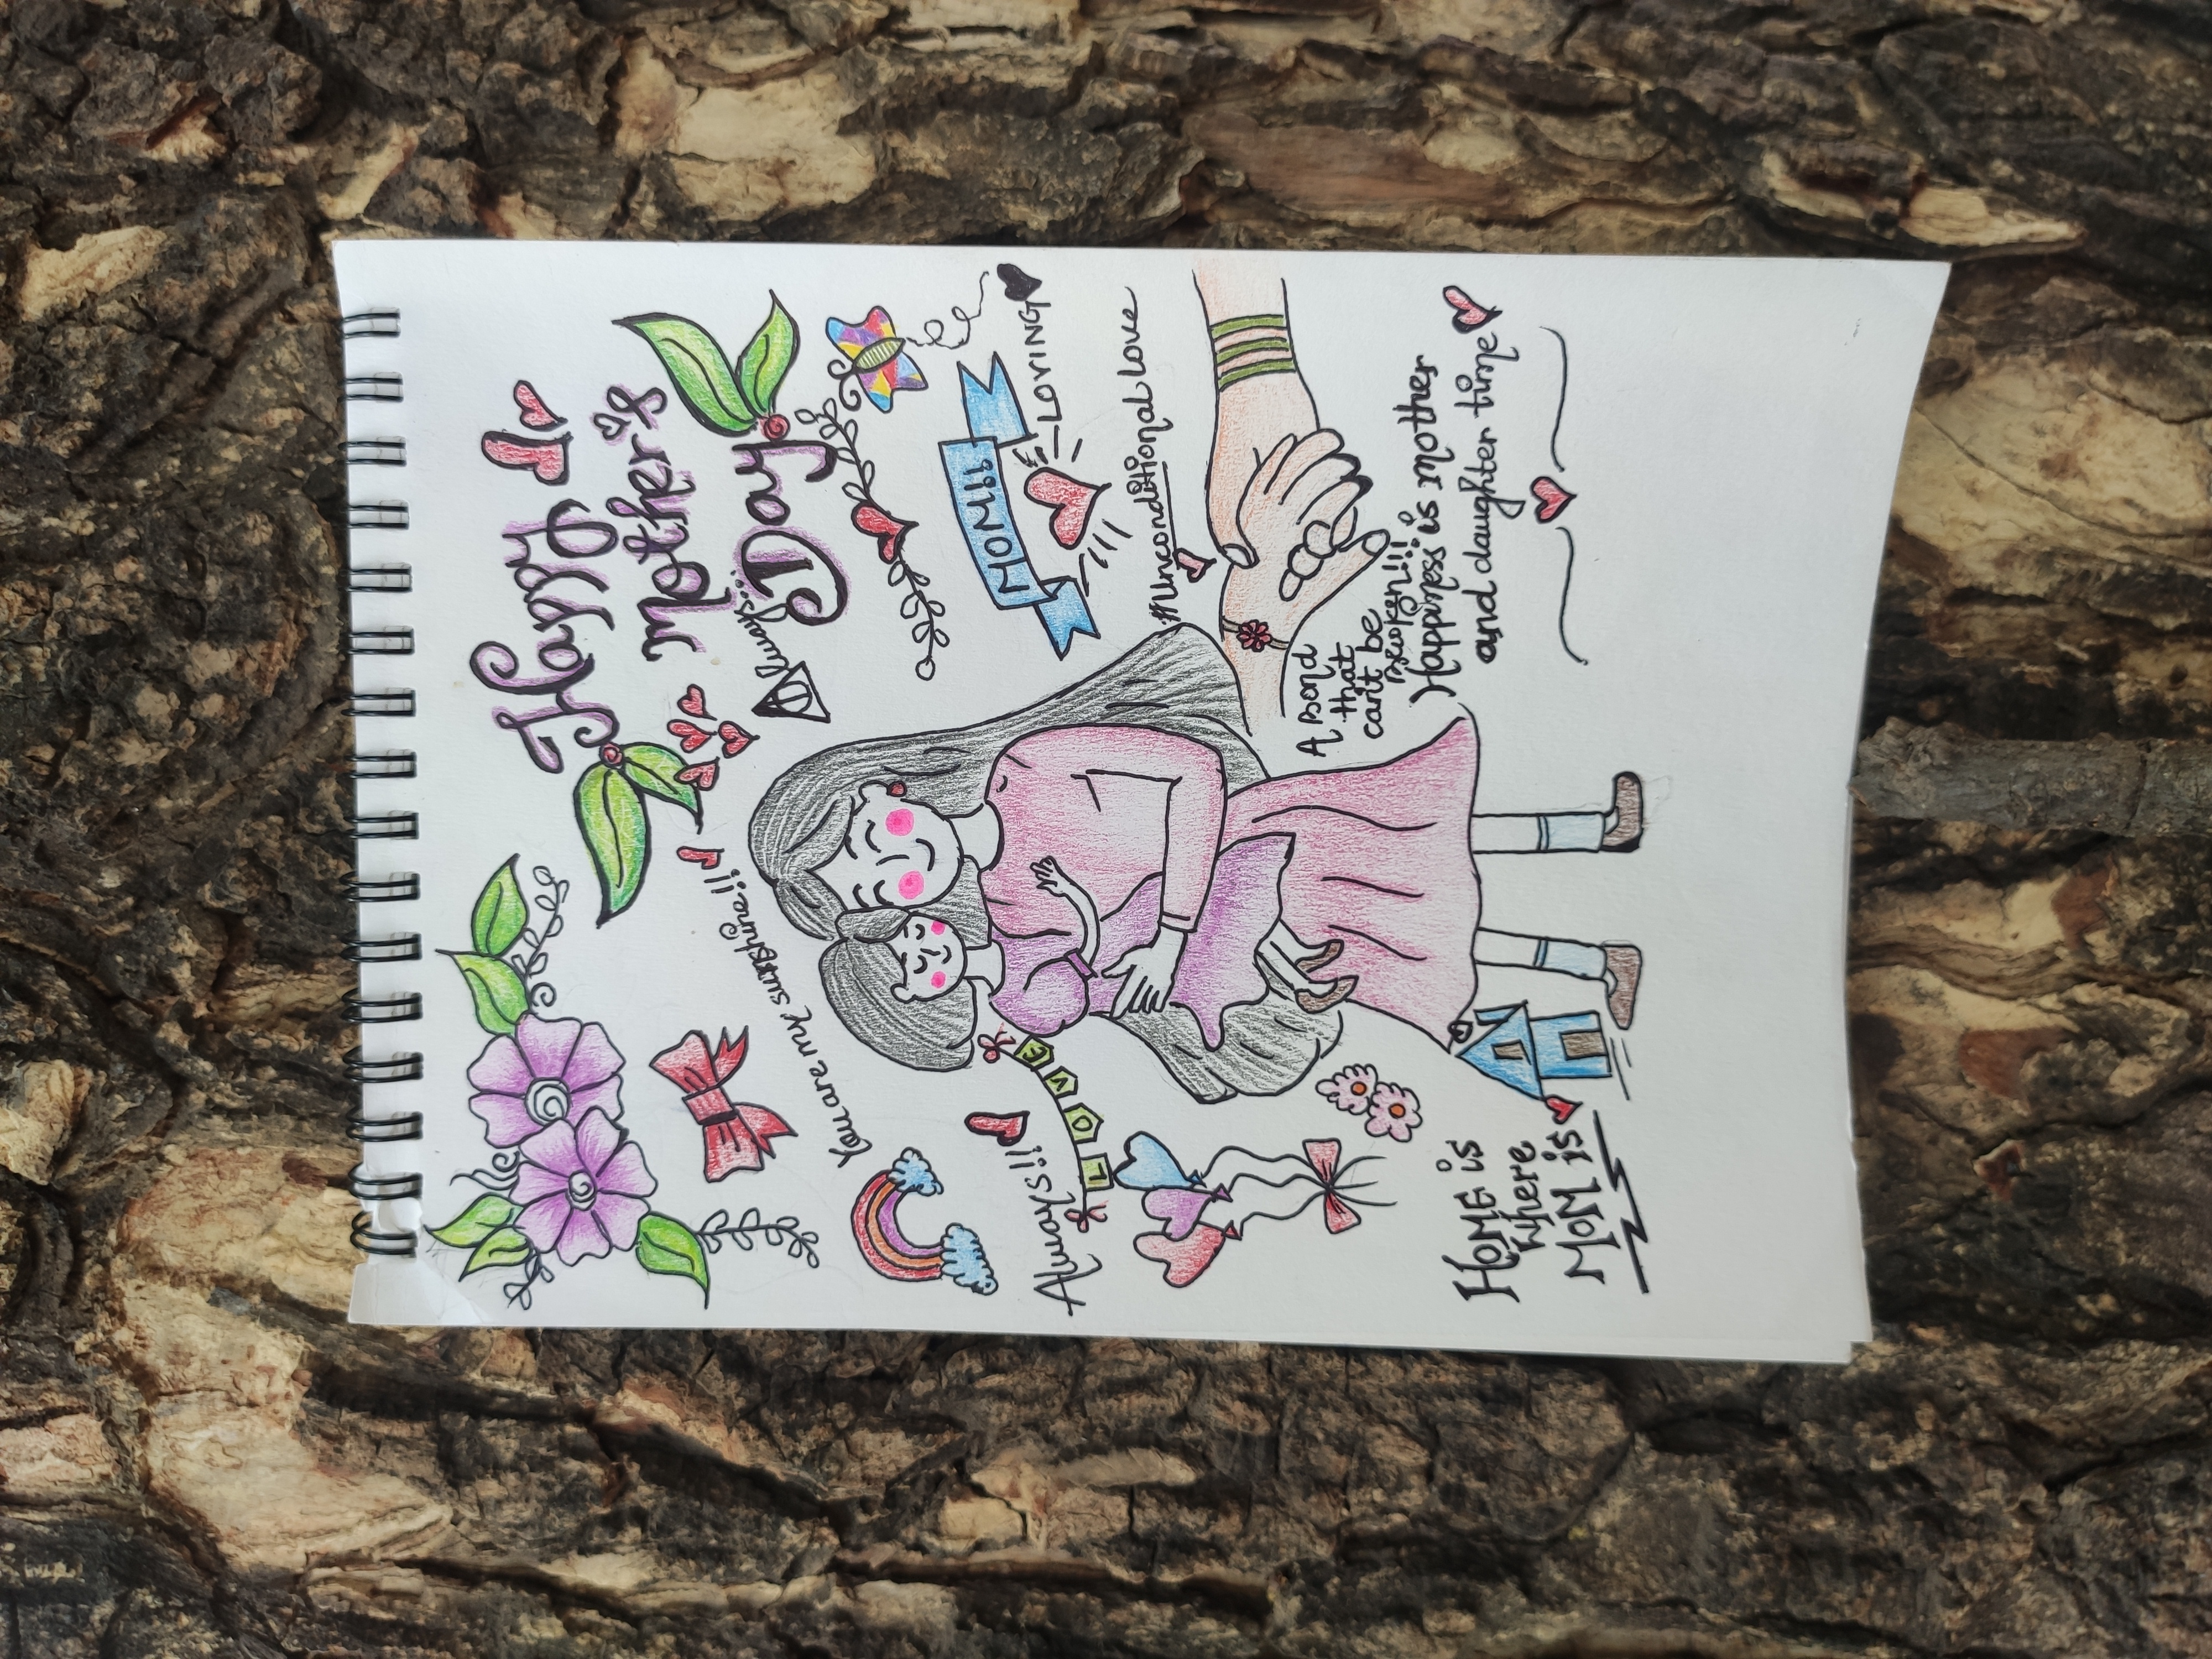 Happy
Mother's
Day
You are my sunshine!!
Always...
Always!!
LOVE
MOM!!
LOVING
#Unconditional Love
A Bond
that
can't be
Broken!!!
Happiness is mother
and daughter time
HOME is
where
MOM is